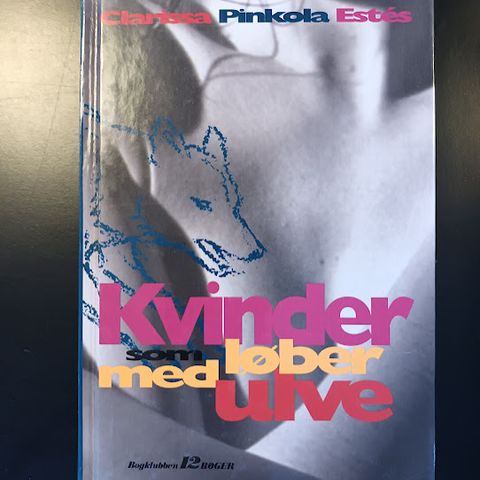 Clarissa Pinkola Estés
Kvinder
som løber
med ulve
Bogklubben 12 BØGER